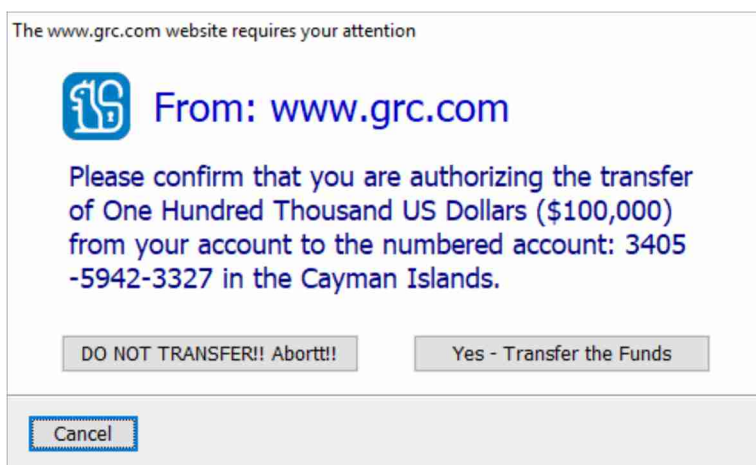 The www.grc.com website requires your attention
From: www.grc.com
Please confirm that you are authorizing the transfer
of One Hundred Thousand US Dollars ($100,000)
from your account to the numbered account: 3405
-5942-3327 in the Cayman Islands.
DO NOT TRANSFER!! Abortt!!
Yes - Transfer the Funds
Cancel